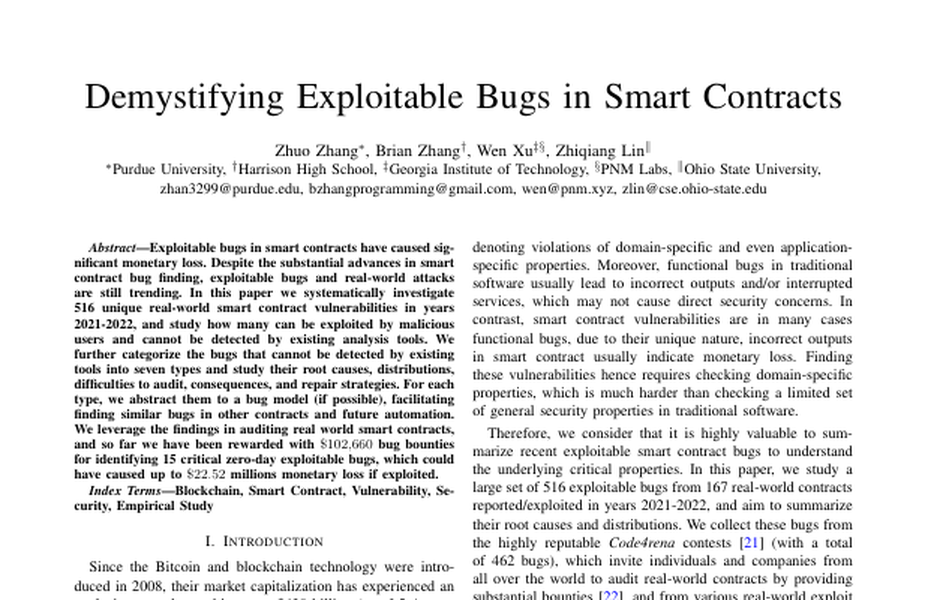 Demystifying Exploitable Bugs in Smart Contracts
Zhuo Zhang*, Brian Zhang†, Wen Xu‡§, Zhiqiang Lin‖
*Purdue University, †Harrison High School, ‡Georgia Institute of Technology, §PNM Labs, ‖Ohio State University,
zhan3299@purdue.edu, bzhangprogramming@gmail.com, wen@pnm.xyz, zlin@cse.ohio-state.edu
Abstract—Exploitable bugs in smart contracts have caused sig-
nificant monetary loss. Despite the substantial advances in smart
contract bug finding, exploitable bugs and real-world attacks
are still trending. In this paper we systematically investigate
516 unique real-world smart contract vulnerabilities in years
2021-2022, and study how many can be exploited by malicious
users and cannot be detected by existing analysis tools. We
further categorize the bugs that cannot be detected by existing
tools into seven types and study their root causes, distributions,
difficulties to audit, consequences, and repair strategies. For each
type, we abstract them to a bug model (if possible), facilitating
finding similar bugs in other contracts and future automation.
We leverage the findings in auditing real world smart contracts,
and so far we have been rewarded with $102,660 bug bounties
for identifying 15 critical zero-day exploitable bugs, which could
have caused up to $22.52 millions monetary loss if exploited.
Index Terms—Blockchain, Smart Contract, Vulnerability, Se-
curity, Empirical Study
I. INTRODUCTION
Since the Bitcoin and blockchain technology were intro-
duced in 2008, their market capitalization has experienced an
denoting violations of domain-specific and even application-
specific properties. Moreover, functional bugs in traditional
software usually lead to incorrect outputs and/or interrupted
services, which may not cause direct security concerns. In
contrast, smart contract vulnerabilities are in many cases
functional bugs, due to their unique nature, incorrect outputs
in smart contract usually indicate monetary loss. Finding
these vulnerabilities hence requires checking domain-specific
properties, which is much harder than checking a limited set
of general security properties in traditional software.
Therefore, we consider that it is highly valuable to sum-
marize recent exploitable smart contract bugs to understand
the underlying critical properties. In this paper, we study a
large set of 516 exploitable bugs from 167 real-world contracts
reported/exploited in years 2021-2022, and aim to summarize
their root causes and distributions. We collect these bugs from
the highly reputable Code4rena contests [21] (with a total
of 462 bugs), which invite individuals and companies from
all over the world to audit real-world contracts by providing
substantial bounties [22], and from various real-world exploit